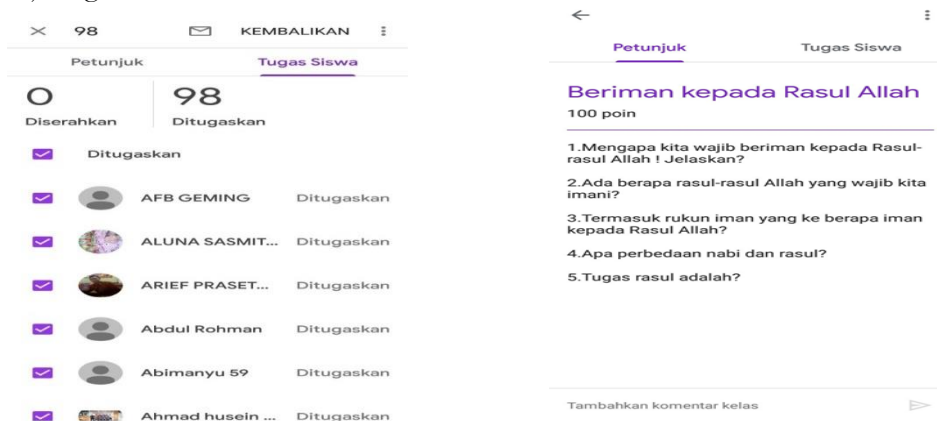 98 KEMBALIKAN
Petunjuk Tugas Siswa
0 98
Diserahkan Ditugaskan
Ditugaskan
AFB GEMING Ditugaskan
ALUNA SASMIT... Ditugaskan
ARIEF PRASET... Ditugaskan
Abdul Rohman Ditugaskan
Abimanyu 59 Ditugaskan
Ahmad husein ... Ditugaskan
Petunjuk Tugas Siswa
Beriman kepada Rasul Allah
100 poin
1.Mengapa kita wajib beriman kepada Rasul-
rasul Allah ! Jelaskan?
2.Ada berapa rasul-rasul Allah yang wajib kita
imani?
3.Termasuk rukun iman yang ke berapa iman
kepada Rasul Allah?
4.Apa perbedaan nabi dan rasul?
5.Tugas rasul adalah?
Tambahkan komentar kelas